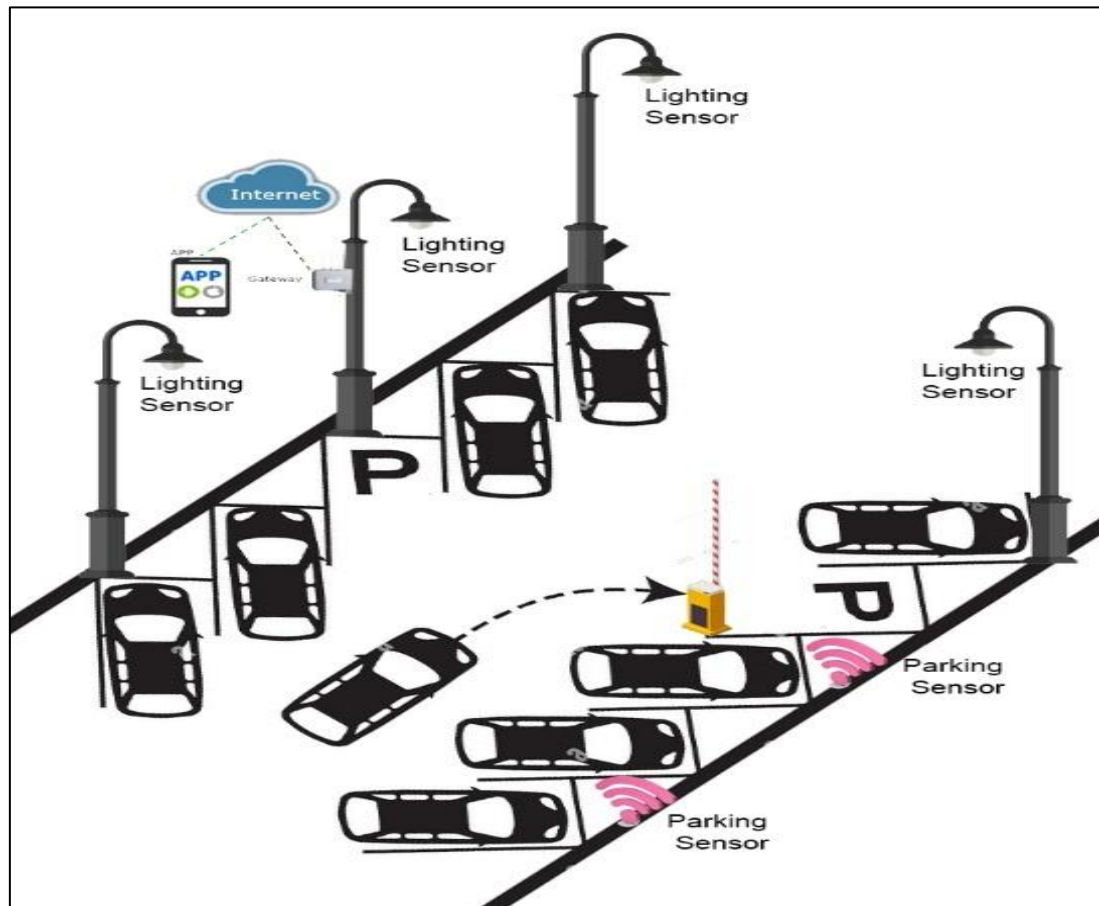 Lighting
Sensor
Internet
Lighting
Sensor
APP
APP
Gateway
Lighting
Sensor
Lighting
Sensor
P
P
Parking
Sensor
Parking
Sensor